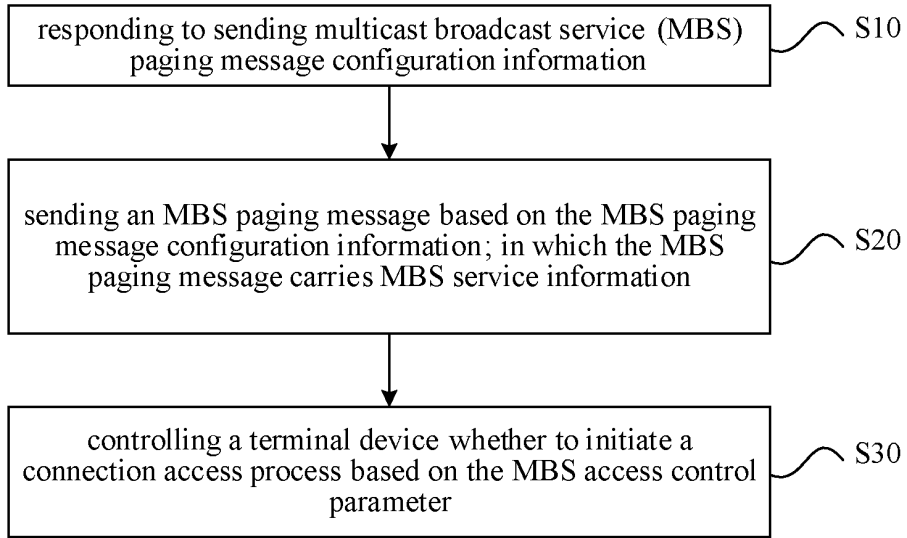 responding to sending multicast broadcast service (MBS)
paging message configuration information
S10
sending an MBS paging message based on the MBS paging
message configuration information; in which the MBS
paging message carries MBS service information
S20
controlling a terminal device whether to initiate a
connection access process based on the MBS access control
parameter
S30